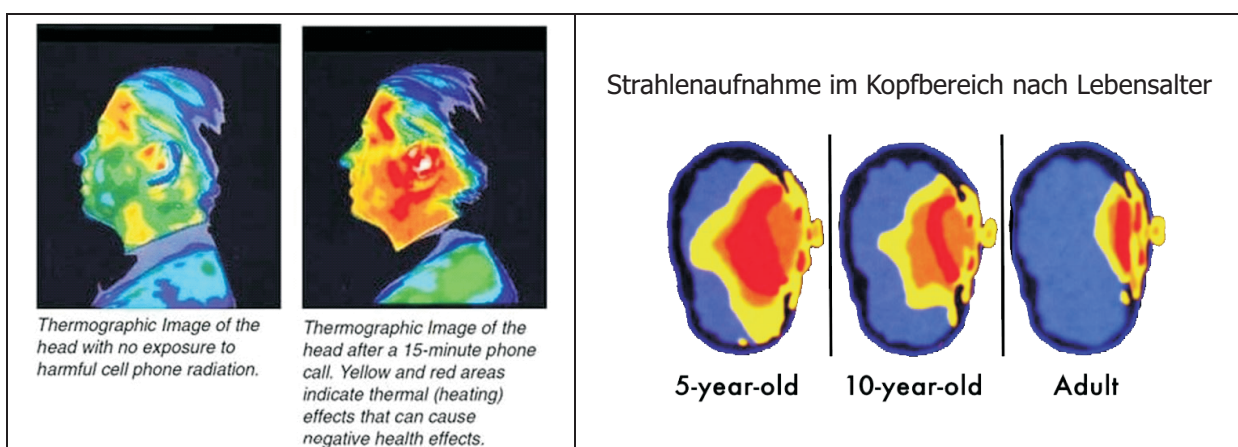 Thermographic Image of the
head with no exposure to
harmful cell phone radiation.
Thermographic Image of the
head after a 15-minute phone
call. Yellow and red areas
indicate thermal (heating)
effects that can cause
negative health effects.
Strahlenaufnahme im Kopfbereich nach Lebensalter
5-year-old
10-year-old
Adult